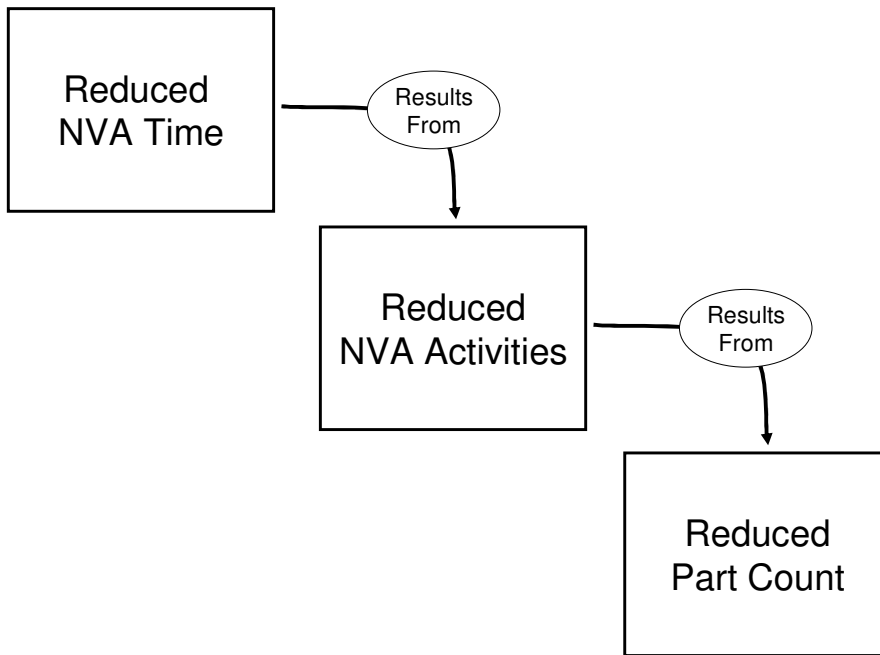 Reduced
NVA Time
Results
From
Reduced
NVA Activities
Results
From
Reduced
Part Count